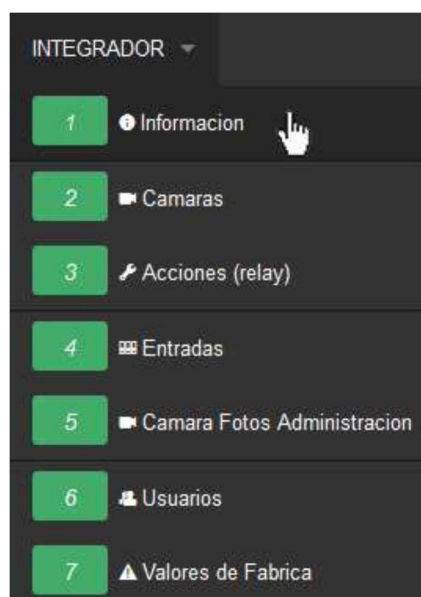 INTEGRADOR
1 Informacion
2 Camaras
3 Acciones (relay)
4 Entradas
5 Camara Fotos Administracion
6 Usuarios
7 Valores de Fabrica